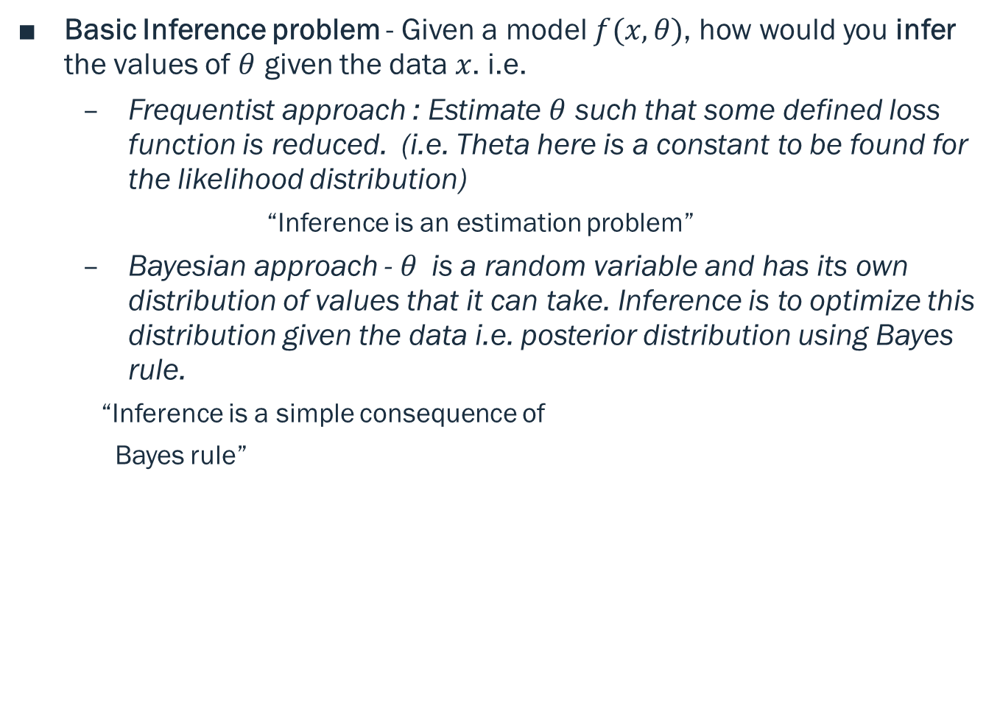 ■ Basic Inference problem - Given a model f(x, θ), how would you infer
the values of θ given the data x. i.e.
– Frequentist approach : Estimate θ such that some defined loss
function is reduced. (i.e. Theta here is a constant to be found for
the likelihood distribution)
“Inference is an estimation problem”
– Bayesian approach - θ is a random variable and has its own
distribution of values that it can take. Inference is to optimize this
distribution given the data i.e. posterior distribution using Bayes
rule.
“Inference is a simple consequence of
Bayes rule”